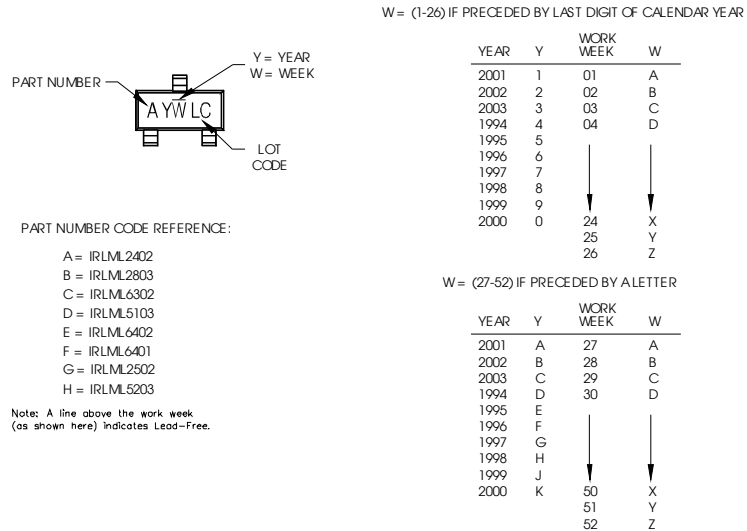 W = (1-26) IF PRECEDED BY LAST DIGIT OF CALENDAR YEAR
Y = YEAR
W = WEEK
PART NUMBER
A Y W LC
LOT
CODE
YEAR Y WORK WEEK W
2001 1 01 A
2002 2 02 B
2003 3 03 C
1994 4 04 D
1995 5
1996 6
1997 7
1998 8
1999 9
2000 0 24 X
25 Y
26 Z
PART NUMBER CODE REFERENCE:
A = IRLML2402
B = IRLML2803
C = IRLML6302
D = IRLML5103
E = IRLML6402
F = IRLML6401
G = IRLML2502
H = IRLML5203
Note: A line above the work week
(as shown here) indicates Lead-Free.
W = (27-52) IF PRECEDED BY A LETTER
YEAR Y WORK WEEK W
2001 A 27 A
2002 B 28 B
2003 C 29 C
1994 D 30 D
1995 E
1996 F
1997 G
1998 H
1999 J
2000 K 50 X
51 Y
52 Z